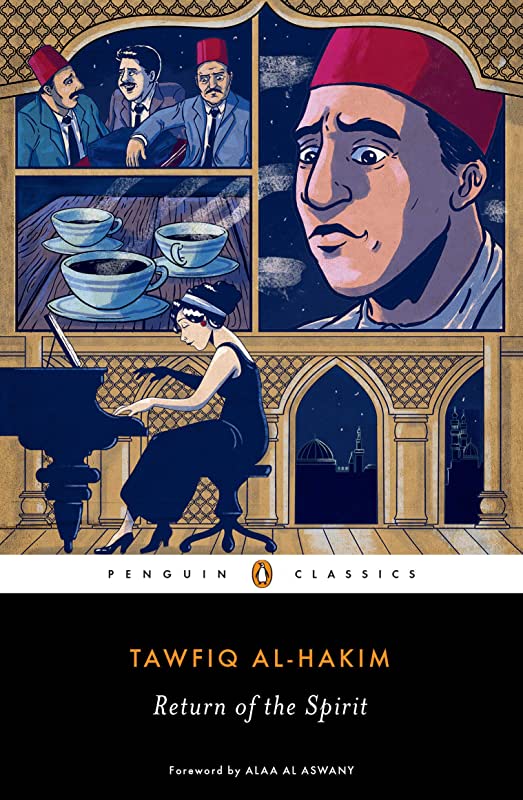 PENGUIN CLASSICS
TAWFIQ AL-HAKIM
Return of the Spirit
Foreword by ALAA AL ASWANY